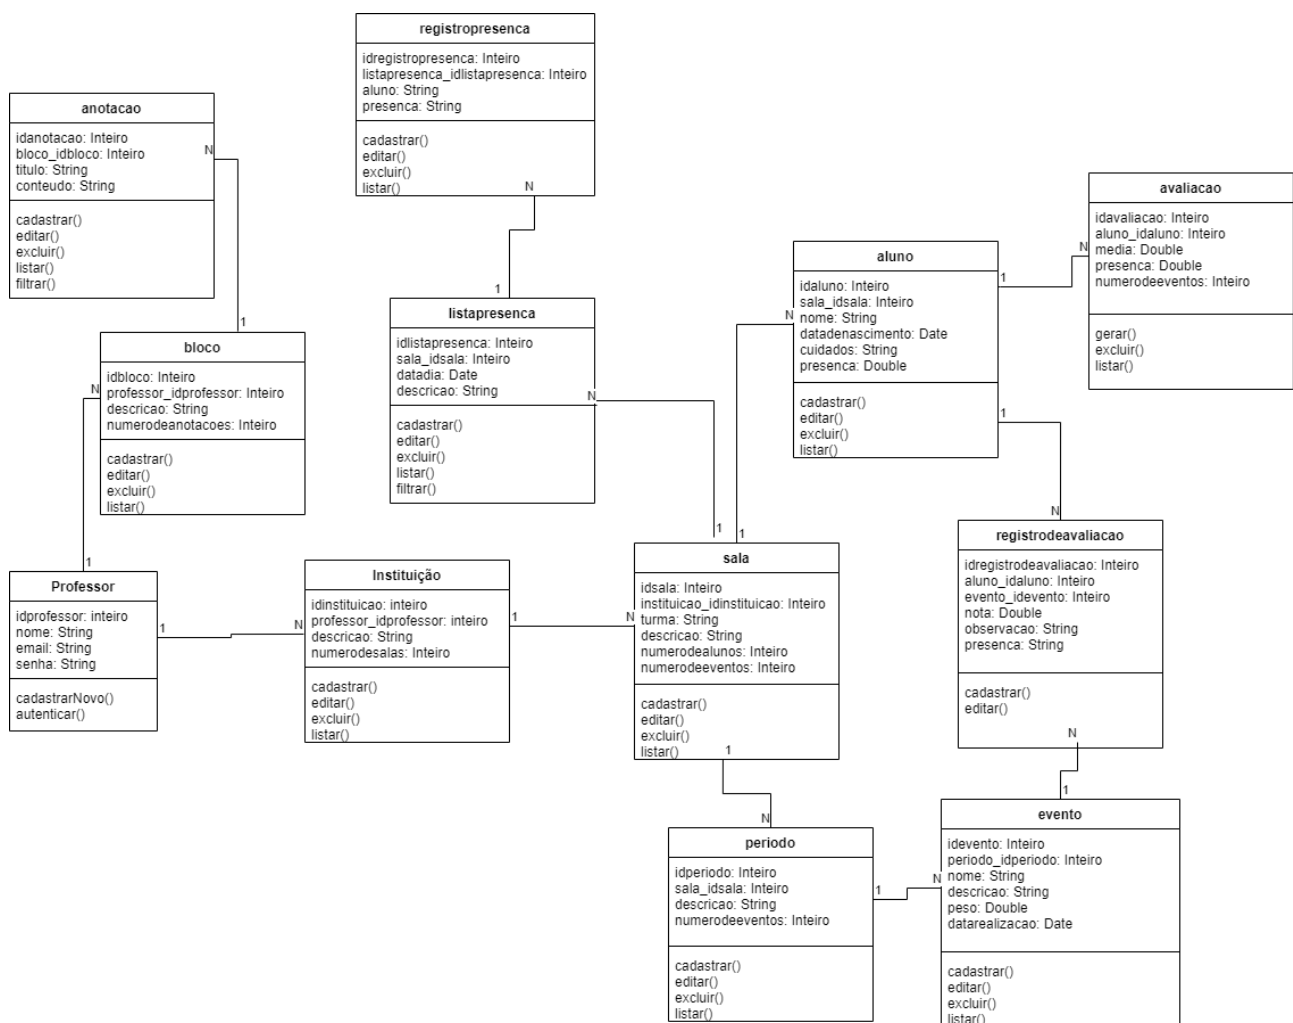 registropresenca
idregistropresenca: Inteiro
listapresenca_idlistapresenca: Inteiro
aluno: String
presenca: String
cadastrar()
editar()
excluir()
listar()
N
anotacao
idanotacao: Inteiro
bloco_idbloco: Inteiro
titulo: String
conteudo: String
cadastrar()
editar()
excluir()
listar()
filtrar()
N
1
avaliacao
idavaliacao: Inteiro
aluno_idaluno: Inteiro
media: Double
presenca: Double
numerodeeventos: Inteiro
gerar()
excluir()
listar()
N
aluno
idaluno: Inteiro
sala_idsala: Inteiro
nome: String
datadenascimento: Date
cuidados: String
presenca: Double
cadastrar()
editar()
excluir()
listar()
1
N
1
1
listapresenca
idlistapresenca: Inteiro
sala_idsala: Inteiro
datadia: Date
descricao: String
cadastrar()
editar()
excluir()
listar()
filtrar()
N
bloco
idbloco: Inteiro
professor_idprofessor: Inteiro
descricao: String
numerodeanotacoes: Inteiro
cadastrar()
editar()
excluir()
listar()
N
1
Professor
idprofessor: inteiro
nome: String
email: String
senha: String
cadastrarNovo()
autenticar()
1
N
Instituição
idinstituicao: inteiro
professor_idprofessor: inteiro
descricao: String
numerodesalas: Inteiro
cadastrar()
editar()
excluir()
listar()
1
N
1
1
sala
idsala: Inteiro
instituicao_idinstituicao: Inteiro
turma: String
descricao: String
numerodealunos: Inteiro
numerodeeventos: Inteiro
cadastrar()
editar()
excluir()
listar()
1
N
registrodeavaliacao
idregistrodeavaliacao: Inteiro
aluno_idaluno: Inteiro
evento_idevento: Inteiro
nota: Double
observacao: String
presenca: String
cadastrar()
editar()
N
N
1
periodo
idperiodo: Inteiro
sala_idsala: Inteiro
descricao: String
numerodeeventos: Inteiro
cadastrar()
editar()
excluir()
listar()
1
N
evento
idevento: Inteiro
periodo_idperiodo: Inteiro
nome: String
descricao: String
peso: Double
datarealizacao: Date
cadastrar()
editar()
excluir()
listar()